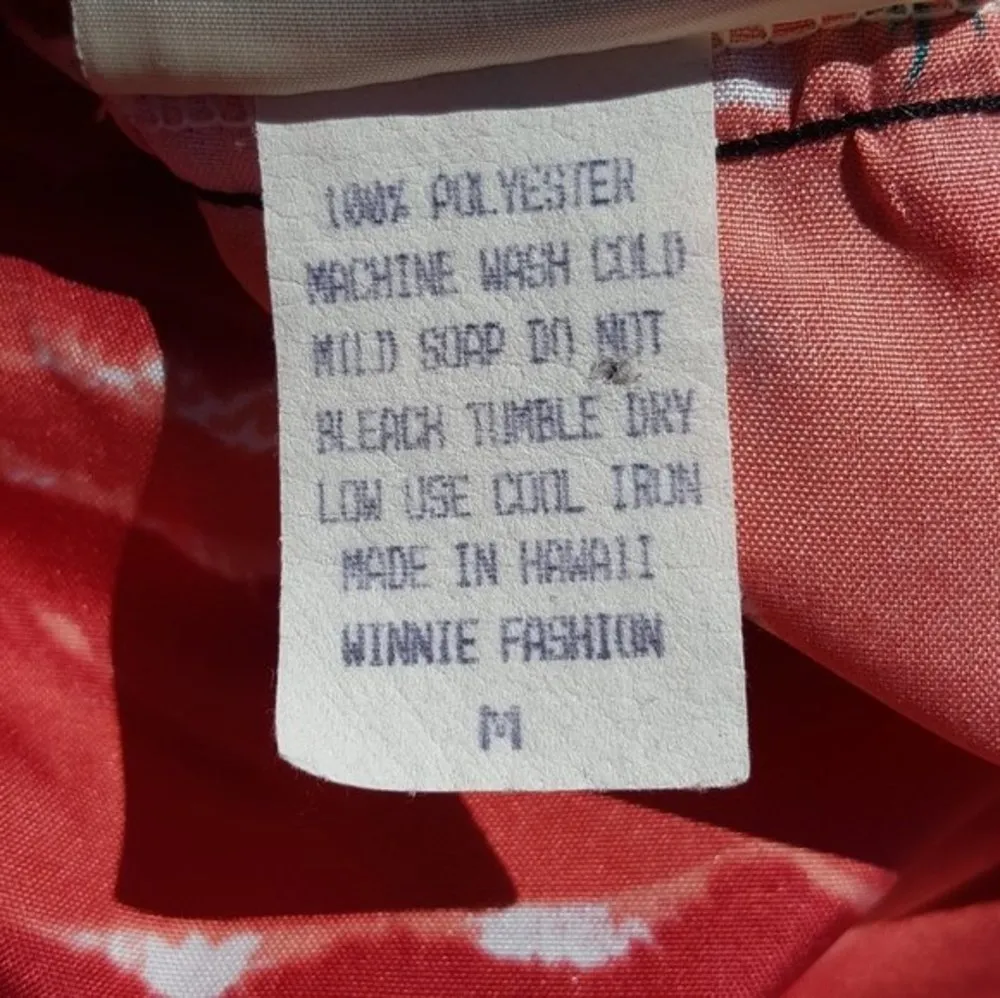 100% POLYESTER
MACHINE WASH COLD
MILD SOAP DO NOT
BLEACH TUMBLE DRY
LOW USE COOL IRON
MADE IN HAWAII
WINNIE FASHION
M